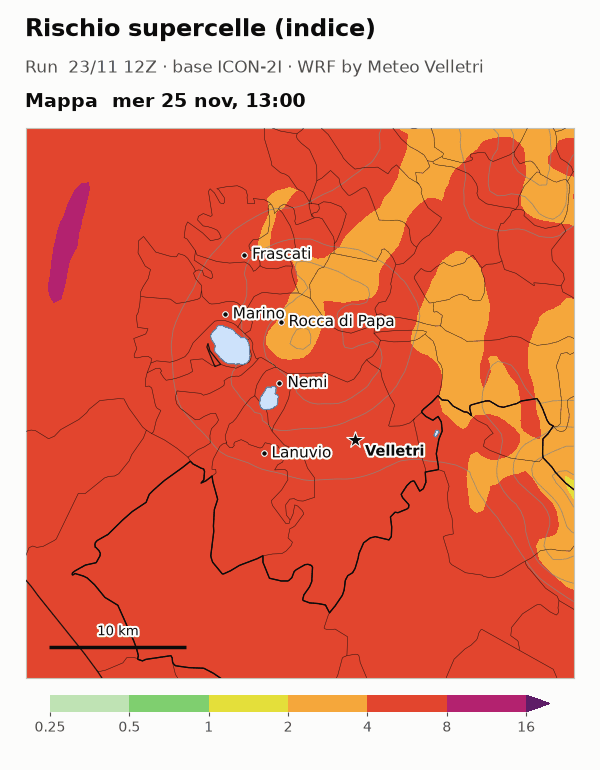 Rischio supercelle (indice)
Run  23/11 12Z · base ICON-2I · WRF by Meteo Velletri
Mappa  mer 25 nov, 13:00
Frascati
Marino
Rocca di Papa
Nemi
Velletri
Lanuvio
10 km
0.25 0.5 1 2 4 8 16